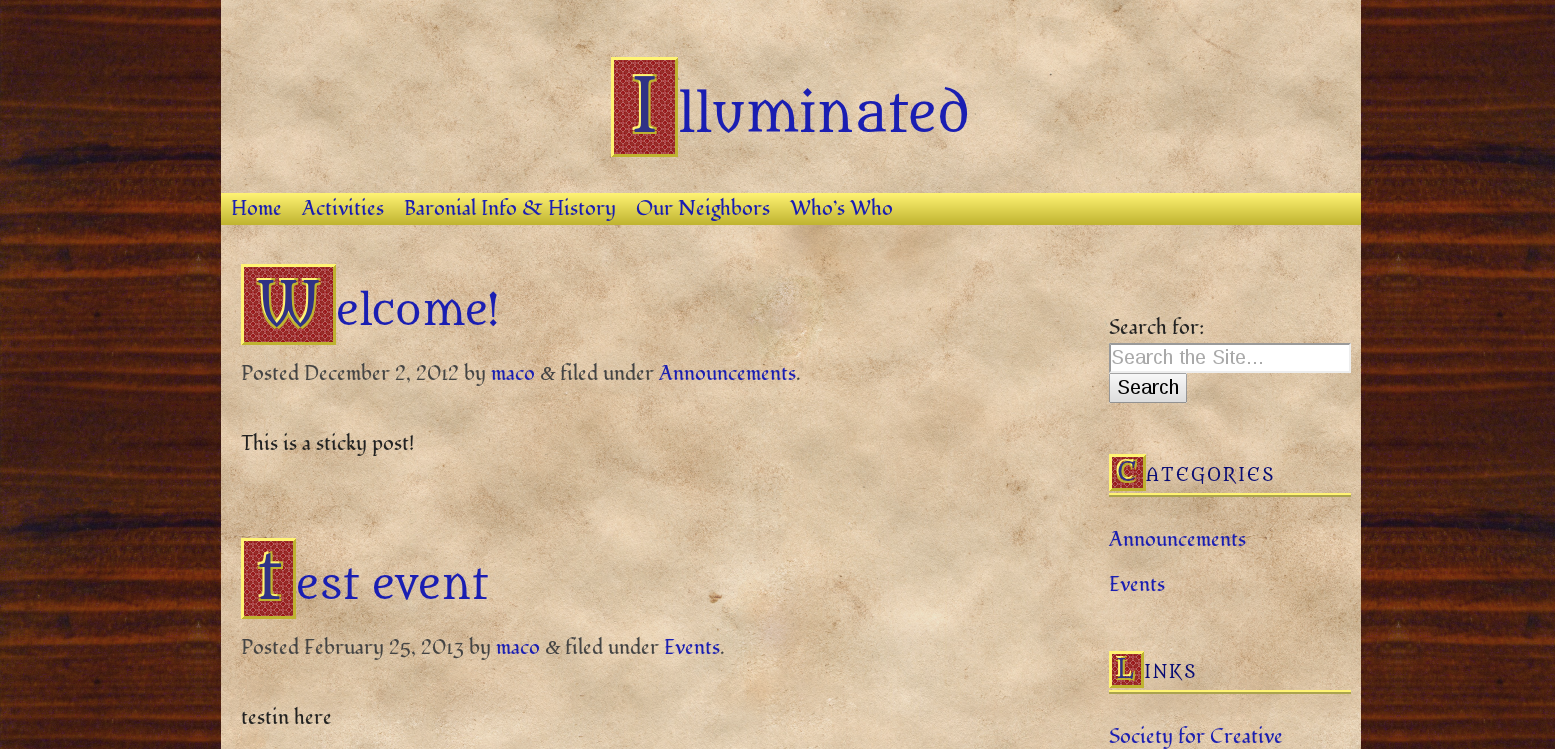 Illuminated
Home Activities Baronial Info & History Our Neighbors Who's Who
Welcome!
Posted December 2, 2012 by maco & filed under Announcements.
This is a sticky post!
test event
Posted February 25, 2013 by maco & filed under Events.
testin here
Search for:
Search the Site...
Search
CATEGORIES
Announcements
Events
LINKS
Society for Creative